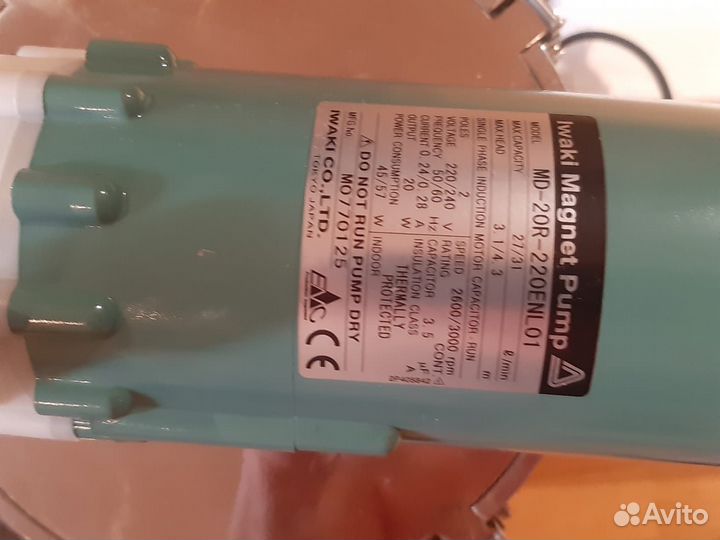 Iwaki Magnet Pump
MODEL MD-20R-220ENL01
MAX CAPACITY 27/31 ℓ/min
MAX HEAD 3.1/4.3 m
SINGLE PHASE INDUCTION MOTOR CAPACITOR-RUN
POLES 2 SPEED 2600/3000 rpm
VOLTAGE 220/240 V RATING CONT.
FREQUENCY 50/60 Hz CAPACITOR 3.5 μF
CURRENT 0.24/0.28 A INSULATION CLASS A
OUTPUT 20 W THERMALLY
PROTECTED
POWER CONSUMPTION 45/57 W INDOOR
⚠ DO NOT RUN PUMP DRY
MFG No. M0770125
IWAKI CO., LTD.
TOKYO JAPAN
EMC
CE
Avito